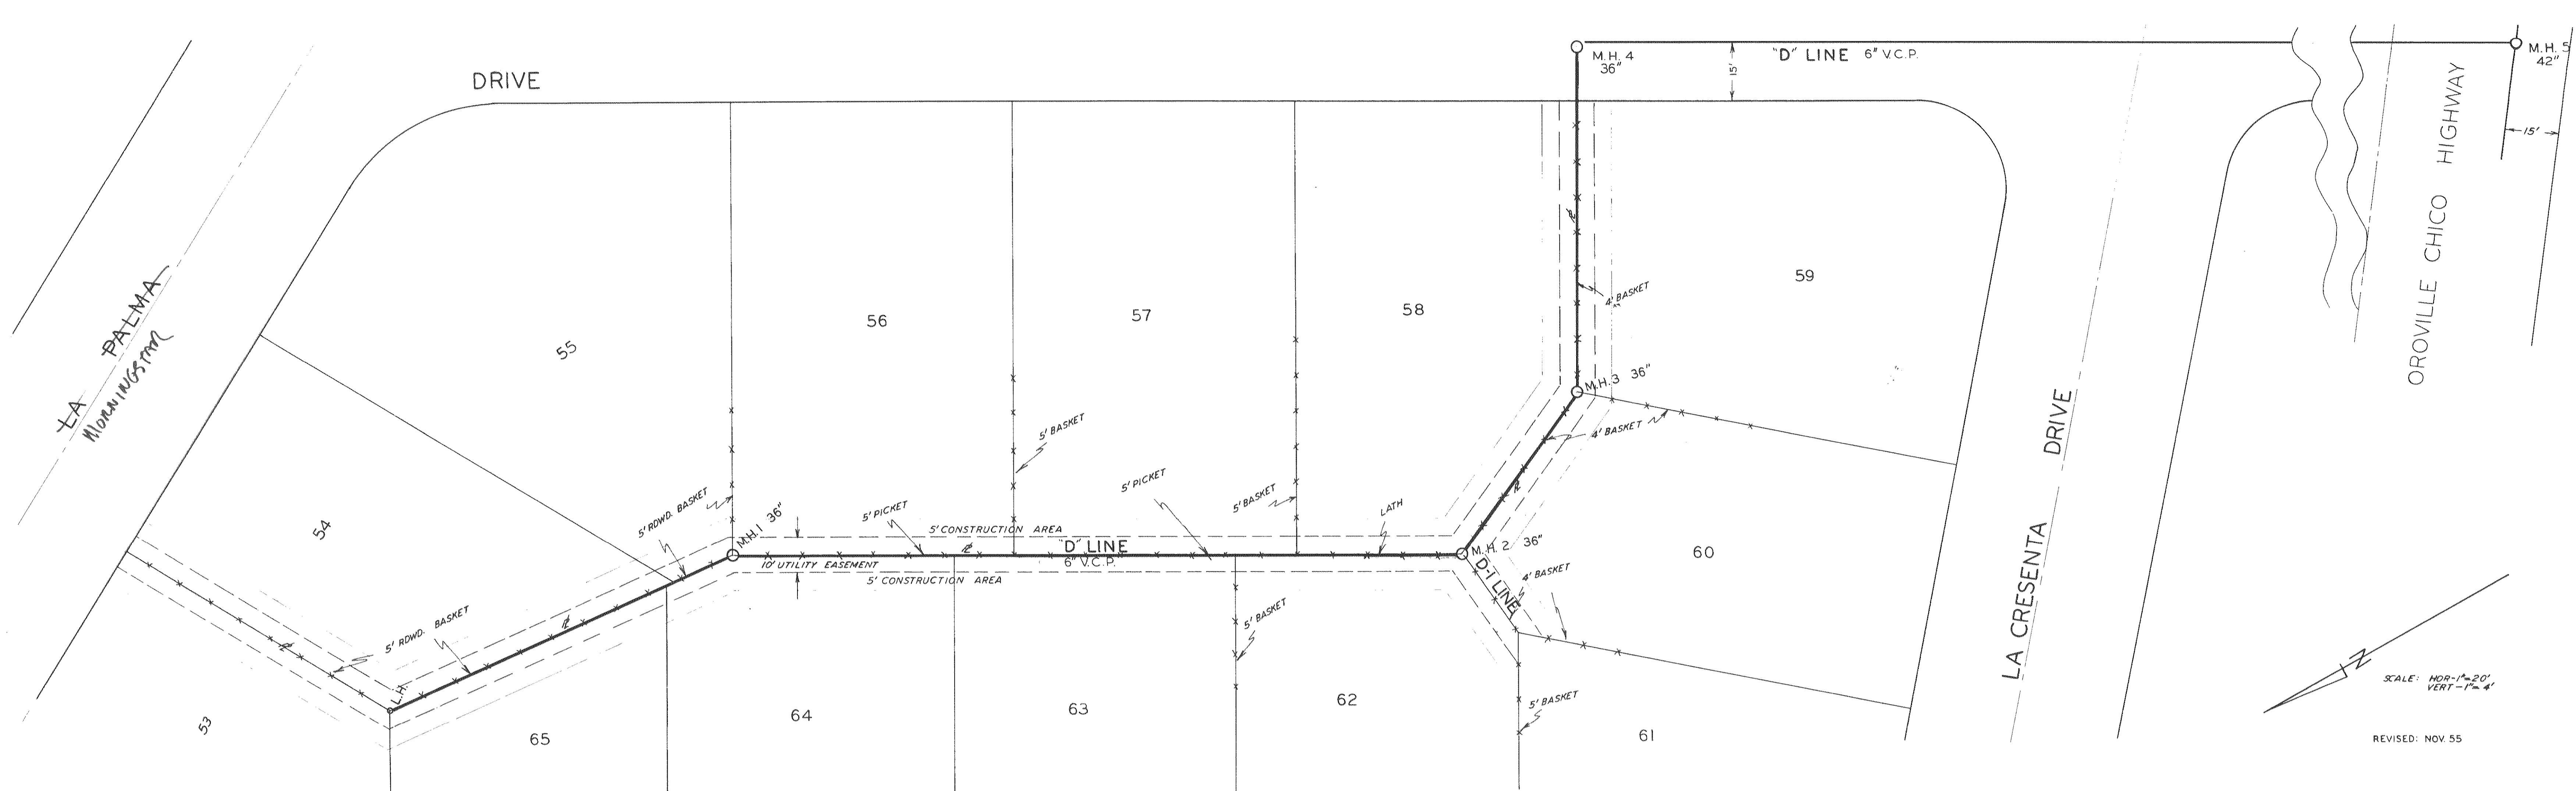 DRIVE
M.H. 4
36"
"D" LINE 6" V.C.P.
15'
M.H. 5
42"
15'
OROVILLE CHICO HIGHWAY
LA PALMA
MORNINGSTAR
55
56
57
58
59
4' BASKET
M.H. 3 36"
4' BASKET
54
5' RDWD. BASKET
M.H. 1 36"
5' PICKET
5' BASKET
5' PICKET
5' BASKET
LATH
5' CONSTRUCTION AREA
"D" LINE
6" V.C.P.
10' UTILITY EASEMENT
5' CONSTRUCTION AREA
M.H. 2 36"
D-1 LINE
4' BASKET
60
LA CRESENTA DRIVE
5' RDWD. BASKET
L.H.
5' BASKET
5' BASKET
53
65
64
63
62
61
N
SCALE: HOR-1"=20'
VERT-1"=4'
REVISED: NOV. 55